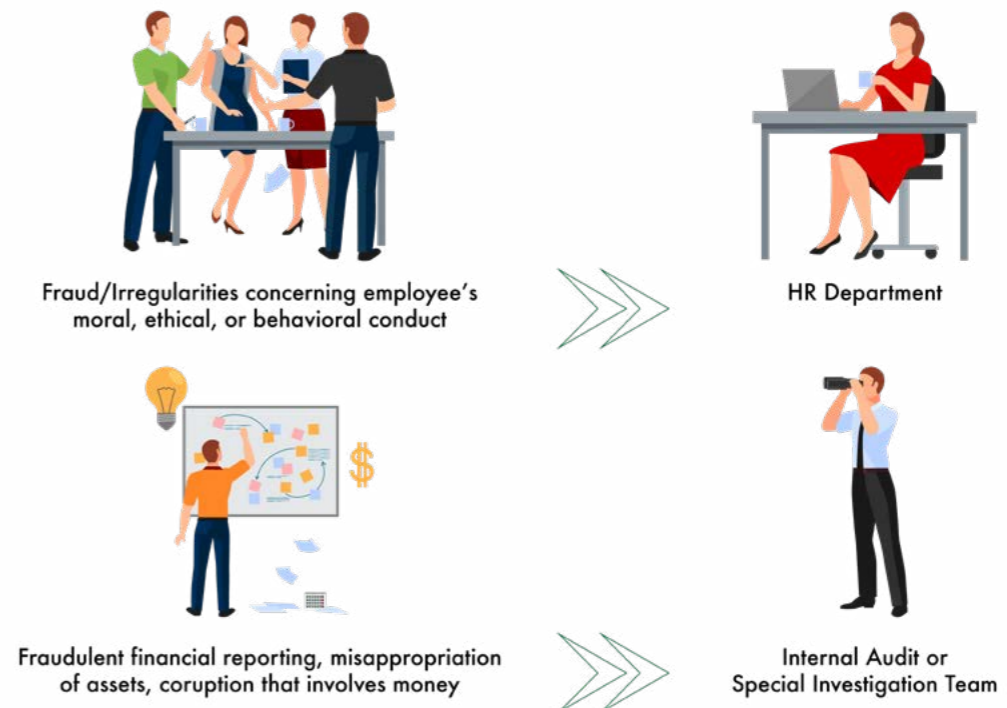 Fraud/Irregularities concerning employee's
moral, ethical, or behavioral conduct
HR Department
$
Fraudulent financial reporting, misappropriation
of assets, coruption that involves money
Internal Audit or
Special Investigation Team